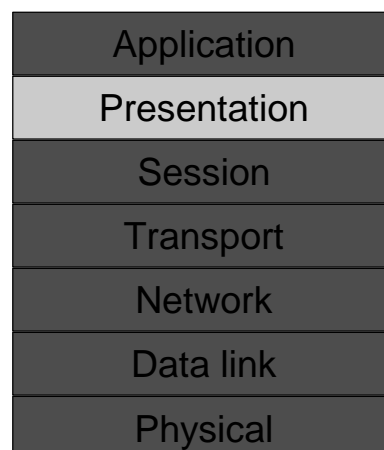 Application
Presentation
Session
Transport
Network
Data link
Physical